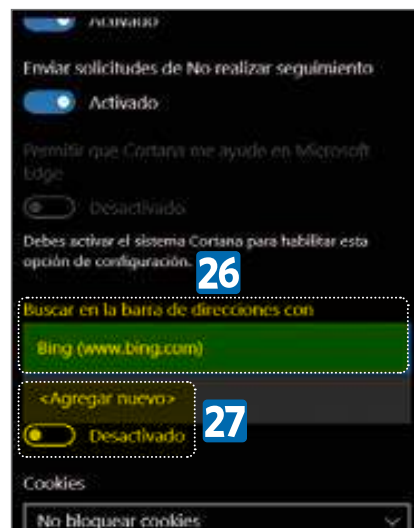 Activado
Enviar solicitudes de No realizar seguimiento
Activado
Permitir que Cortana me ayude en Microsoft
Edge
Desactivado
Debes activar el sistema Cortana para habilitar esta
opción de configuración.
26
Buscar en la barra de direcciones con
Bing (www.bing.com)
<Agregar nuevo>
27
Desactivado
Cookies
No bloquear cookies